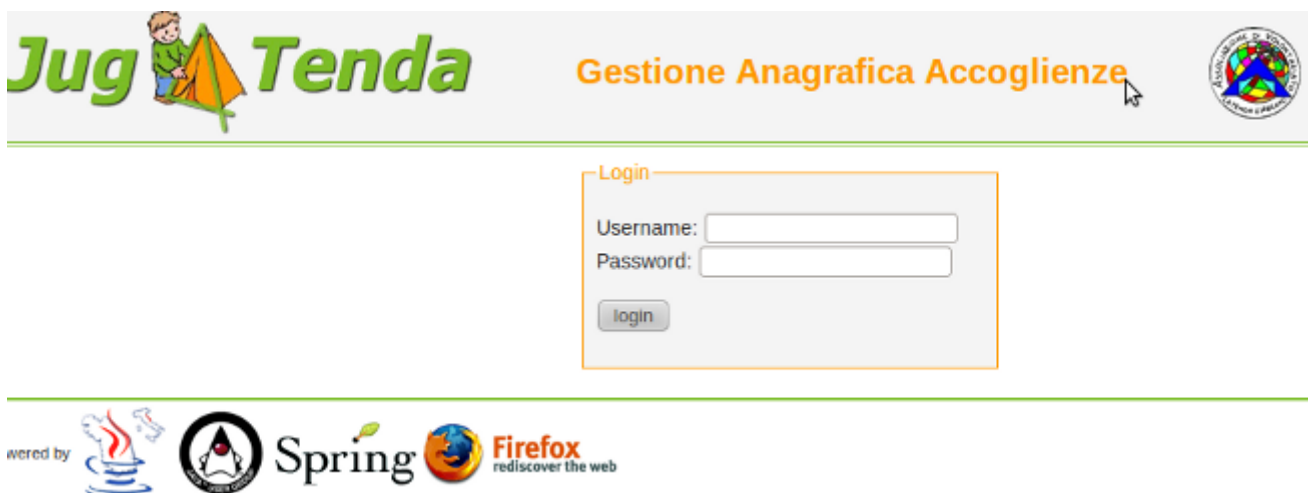 Jug Tenda
Gestione Anagrafica Accoglienze
Login
Username:
Password:
login
wered by
Spring
Firefox
rediscover the web